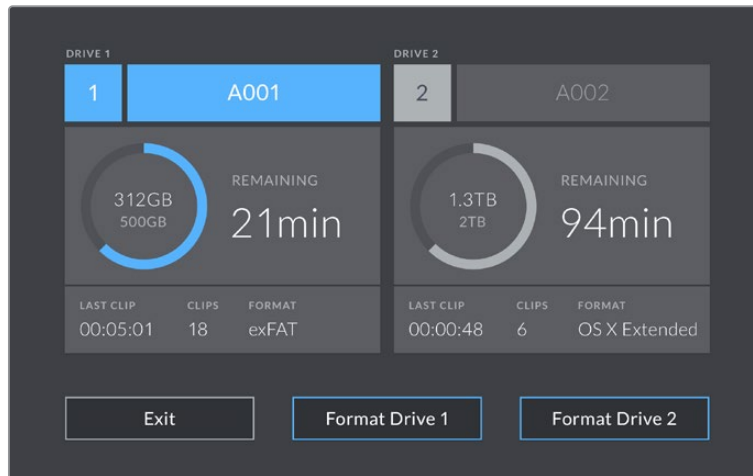 DRIVE 1
1
A001
312GB
500GB
REMAINING
21min
LAST CLIP CLIPS FORMAT
00:05:01 18 exFAT
DRIVE 2
2
A002
1.3TB
2TB
REMAINING
94min
LAST CLIP CLIPS FORMAT
00:00:48 6 OS X Extended
Exit
Format Drive 1
Format Drive 2